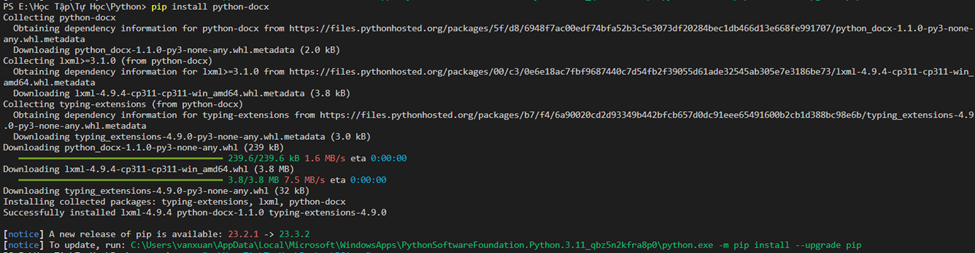 PS E:\Học Tập\Tự Học\Python> pip install python-docx
Collecting python-docx
Obtaining dependency information for python-docx from https://files.pythonhosted.org/packages/5f/d8/6948f7ac00edf74bfa52b3c5e3073df20284bec1db466d13e668fe991707/python_docx-1.1.0-py3-none-
any.whl.metadata
Downloading python_docx-1.1.0-py3-none-any.whl.metadata (2.0 kB)
Collecting lxml>=3.1.0 (from python-docx)
Obtaining dependency information for lxml>=3.1.0 from https://files.pythonhosted.org/packages/00/c3/0e6e18ac7fbf9687440c7d54fb2f39055d61ade32545ab305e7e3186be73/lxml-4.9.4-cp311-cp311-win_
amd64.whl.metadata
Downloading lxml-4.9.4-cp311-cp311-win_amd64.whl.metadata (3.8 kB)
Collecting typing-extensions (from python-docx)
Obtaining dependency information for typing-extensions from https://files.pythonhosted.org/packages/b7/f4/6a90020cd2d93349b442bfcb657d0dc91eee65491600b2cb1d388bc98e6b/typing_extensions-4.9
.0-py3-none-any.whl.metadata
Downloading typing_extensions-4.9.0-py3-none-any.whl.metadata (3.0 kB)
Downloading python_docx-1.1.0-py3-none-any.whl (239 kB)
239.6/239.6 kB 1.6 MB/s eta 0:00:00
Downloading lxml-4.9.4-cp311-cp311-win_amd64.whl (3.8 MB)
3.8/3.8 MB 7.5 MB/s eta 0:00:00
Downloading typing_extensions-4.9.0-py3-none-any.whl (32 kB)
Installing collected packages: typing-extensions, lxml, python-docx
Successfully installed lxml-4.9.4 python-docx-1.1.0 typing-extensions-4.9.0
[notice] A new release of pip is available: 23.2.1 -> 23.3.2
[notice] To update, run: C:\Users\vanxuan\AppData\Local\Microsoft\WindowsApps\PythonSoftwareFoundation.Python.3.11_qbz5n2kfra8p0\python.exe -m pip install --upgrade pip